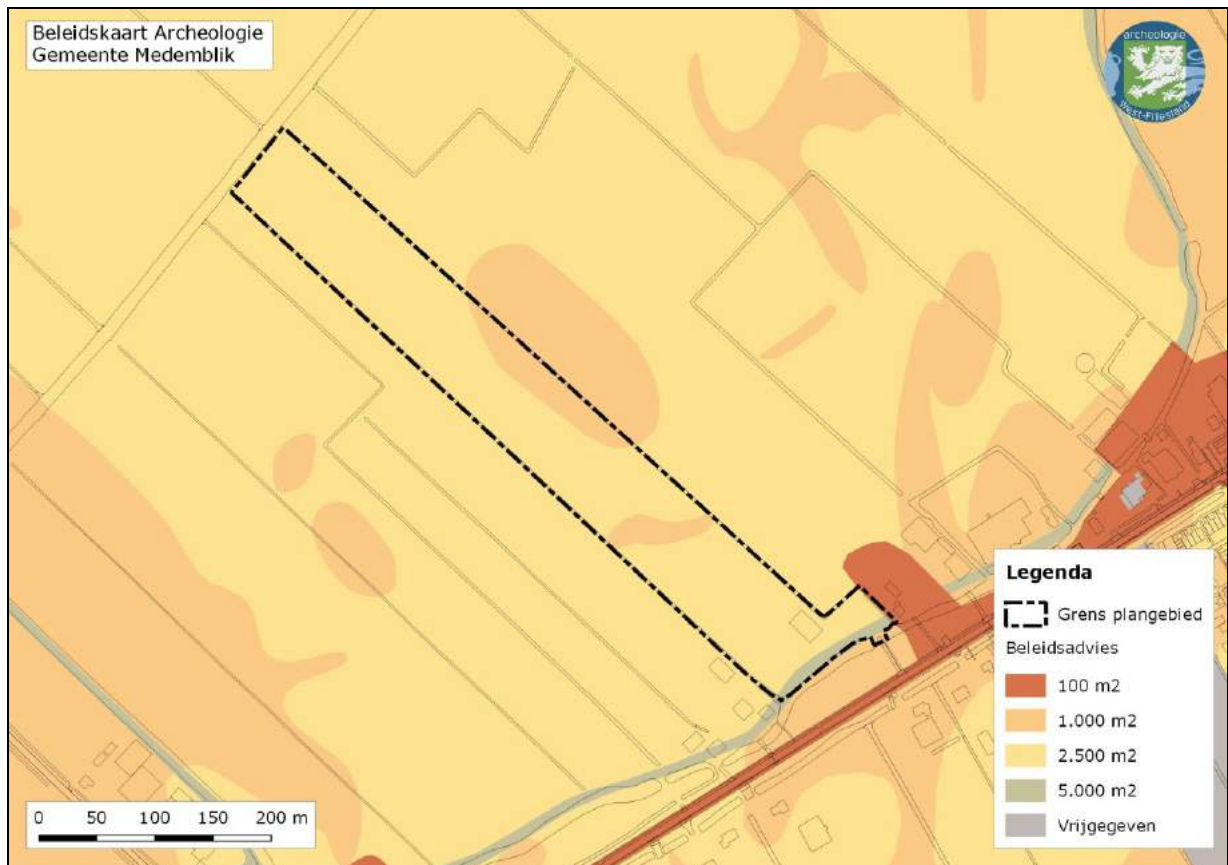 Beleidskaart Archeologie
Gemeente Medemblik
archeologie
West-Friesland
Legenda
Grens plangebied
Beleidsadvies
100 m2
1.000 m2
2.500 m2
5.000 m2
Vrijgegeven
0 50 100 150 200 m